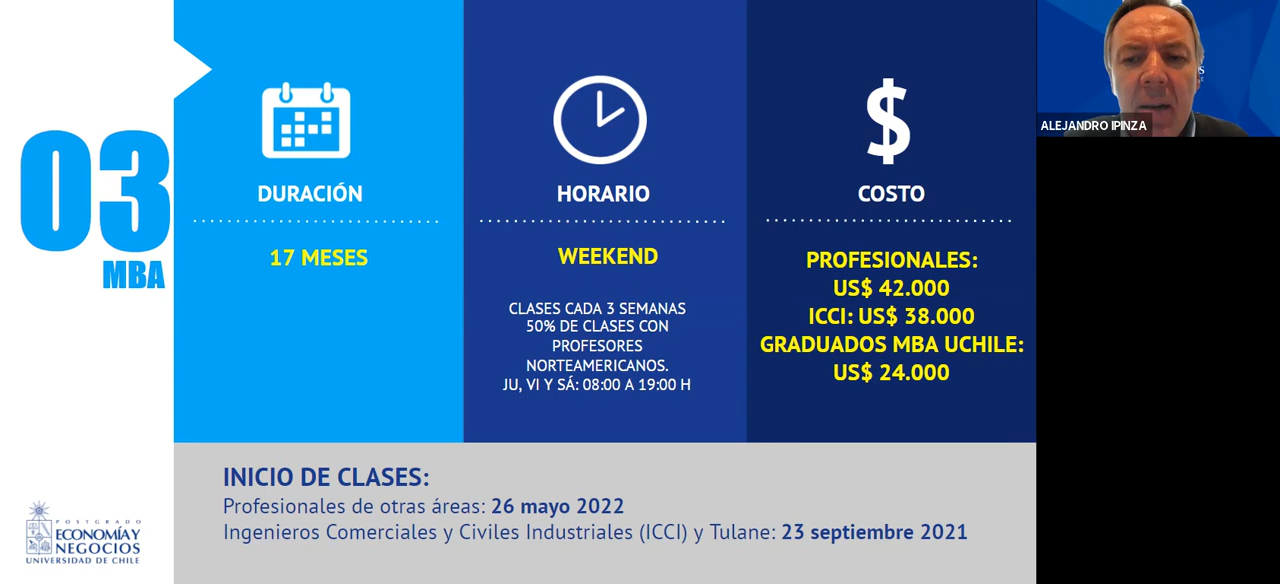 03
MBA
DURACIÓN
17 MESES
HORARIO
WEEKEND
CLASES CADA 3 SEMANAS
50% DE CLASES CON
PROFESORES
NORTEAMERICANOS.
JU, VI Y SÁ: 08:00 A 19:00 H
$
COSTO
PROFESIONALES:
US$ 42.000
ICCI: US$ 38.000
GRADUADOS MBA UCHILE:
US$ 24.000
ALEJANDRO IPINZA
INICIO DE CLASES:
Profesionales de otras áreas: 26 mayo 2022
Ingenieros Comerciales y Civiles Industriales (ICCI) y Tulane: 23 septiembre 2021
POSTGRADO
ECONOMÍA Y
NEGOCIOS
UNIVERSIDAD DE CHILE